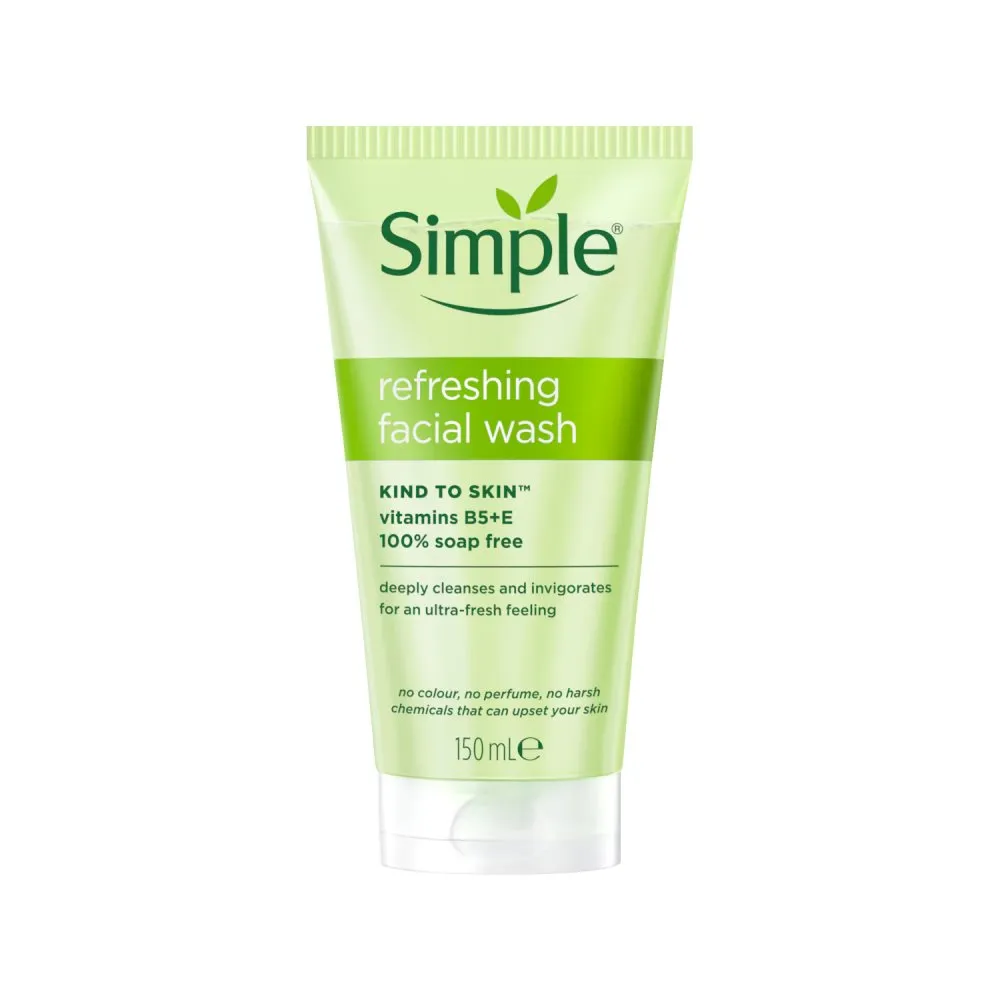 Simple®
refreshing
facial wash
KIND TO SKIN™
vitamins B5+E
100% soap free
deeply cleanses and invigorates
for an ultra-fresh feeling
no colour, no perfume, no harsh
chemicals that can upset your skin
150 mL℮